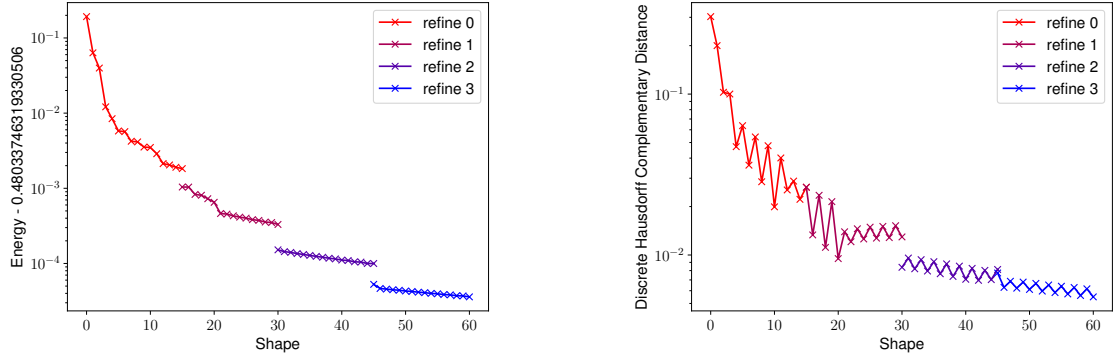 Energy - 0.48033746319330506
10⁻¹
10⁻²
10⁻³
10⁻⁴
0 10 20 30 40 50 60
Shape
refine 0
refine 1
refine 2
refine 3
Discrete Hausdorff Complementary Distance
10⁻¹
10⁻²
0 10 20 30 40 50 60
Shape
refine 0
refine 1
refine 2
refine 3